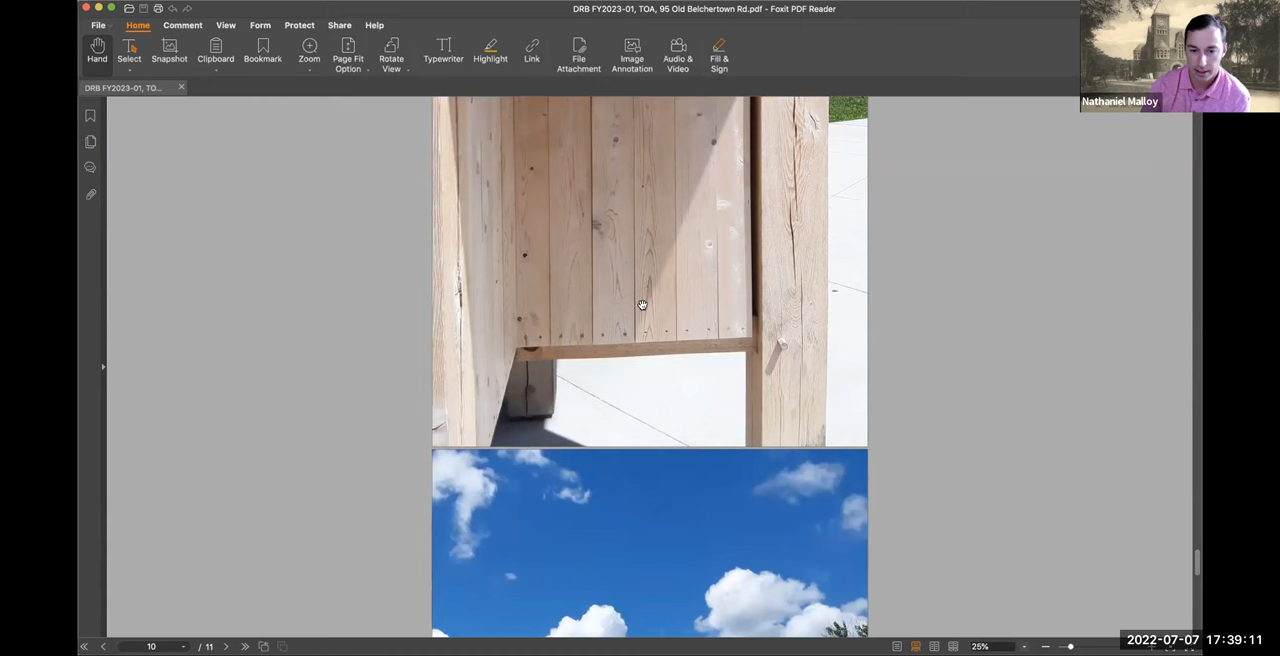 DRB FY2023-01, TOA, 95 Old Belchertown Rd.pdf - Foxit PDF Reader
File Home Comment View Form Protect Share Help
Hand Select Snapshot Clipboard Bookmark Zoom Page Fit Option Rotate View Typewriter Highlight Link File Attachment Image Annotation Audio & Video Fill & Sign
DRB FY2023-01, TO...
Nathaniel Malloy
10 / 11 25%
2022-07-07 17:39:11